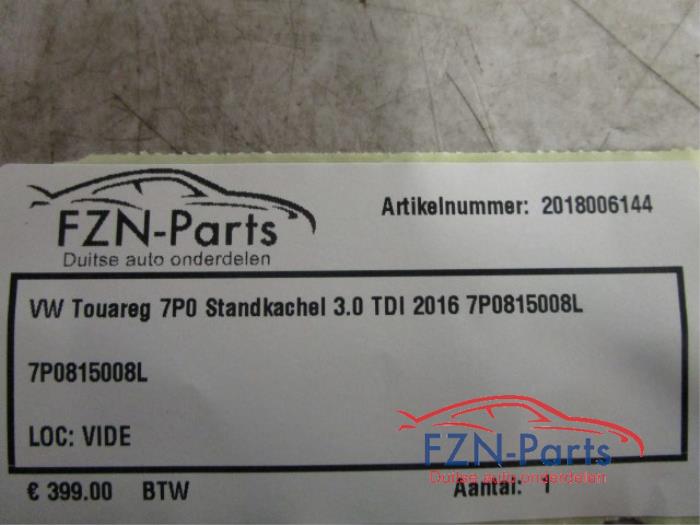 FZN-Parts
Duitse auto onderdelen
Artikelnummer: 2018006144
VW Touareg 7P0 Standkachel 3.0 TDI 2016 7P0815008L
7P0815008L
LOC: VIDE
€ 399.00 BTW
Aantal: 1
FZN-Parts
Duitse auto onderdelen